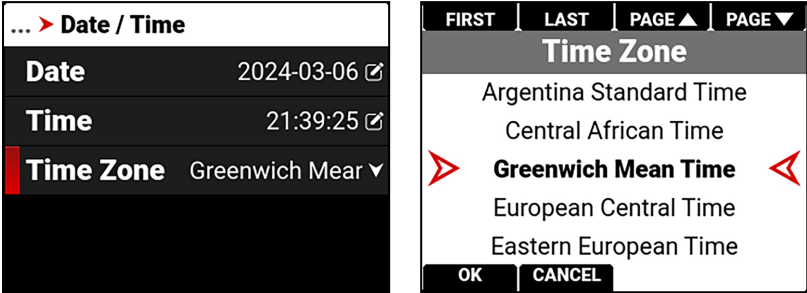 ... > Date / Time
Date 2024-03-06
Time 21:39:25
Time Zone Greenwich Mear
FIRST LAST PAGE▲ PAGE▼
Time Zone
Argentina Standard Time
Central African Time
Greenwich Mean Time
European Central Time
Eastern European Time
OK CANCEL